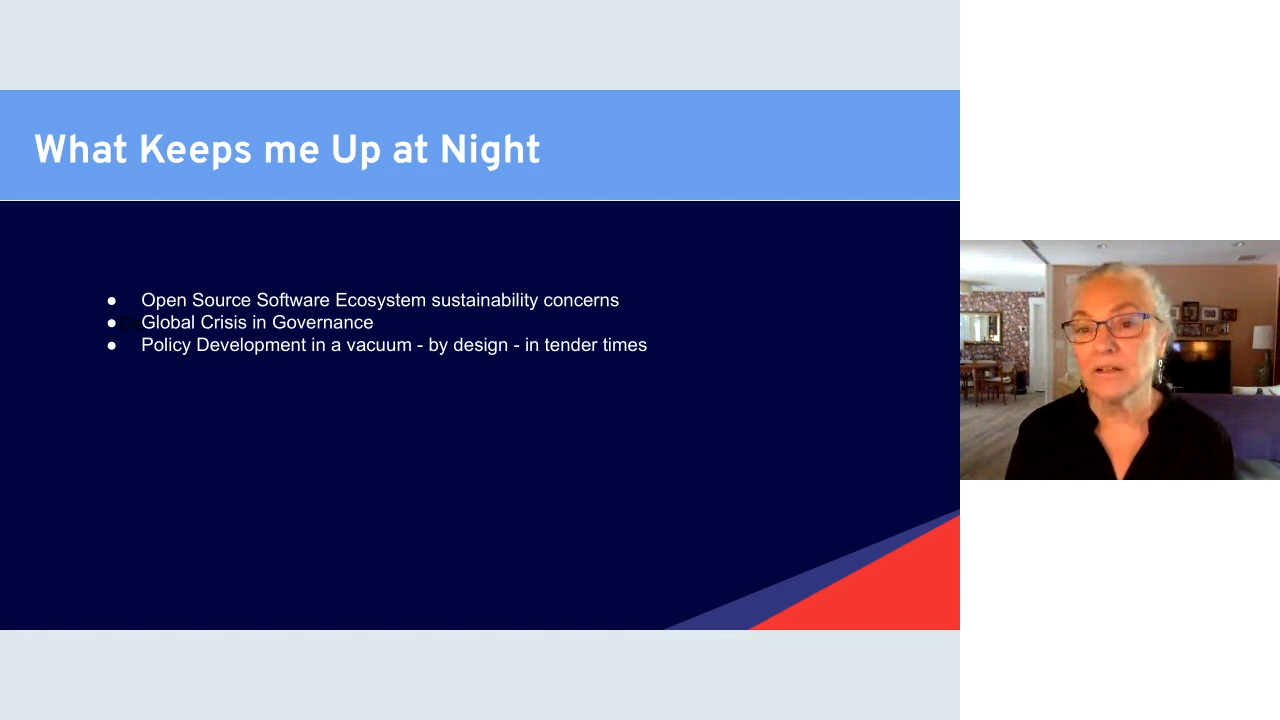 What Keeps me Up at Night
● Open Source Software Ecosystem sustainability concerns
● Global Crisis in Governance
● Policy Development in a vacuum - by design - in tender times